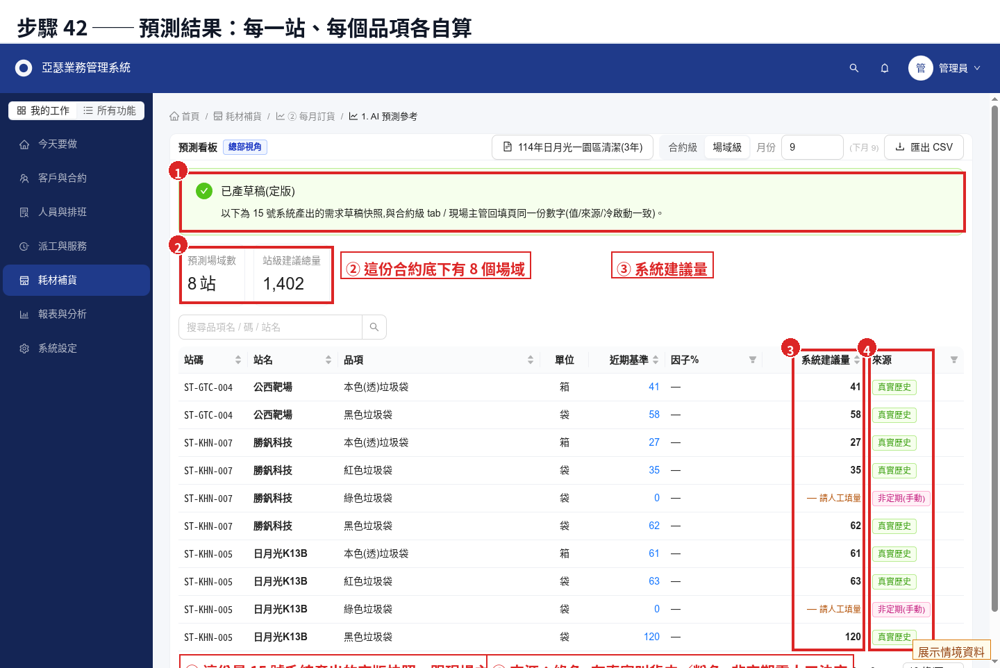 步驟 42 —— 預測結果：每一站、每個品項各自算
亞瑟業務管理系統
管 管理員
我的工作 所有功能
今天要做
客戶與合約
人員與排班
派工與服務
耗材補貨
報表與分析
系統設定
首頁 / 耗材補貨 / ② 每月訂貨 / 1. AI 預測參考
預測看板 總部視角 114年日月光一園區清潔(3年) 合約級 場域級 月份 9 (下月 9) 匯出 CSV
1
已產草稿(定版)
以下為 15 號系統產出的需求草稿快照,與合約級 tab / 現場主管回填頁同一份數字(值/來源/冷啟動一致)。
2
預測場域數 站級建議總量
8 站 1,402
② 這份合約底下有 8 個場域
③ 系統建議量
搜尋品項名 / 碼 / 站名
3 4
站碼 站名 品項 單位 近期基準 因子% 系統建議量 來源
ST-GTC-004 公西靶場 本色(透)垃圾袋 箱 41 — 41 真實歷史
ST-GTC-004 公西靶場 黑色垃圾袋 袋 58 — 58 真實歷史
ST-KHN-007 勝釩科技 本色(透)垃圾袋 箱 27 — 27 真實歷史
ST-KHN-007 勝釩科技 紅色垃圾袋 袋 35 — 35 真實歷史
ST-KHN-007 勝釩科技 綠色垃圾袋 袋 0 — — 請人工填量 非定期(手動)
ST-KHN-007 勝釩科技 黑色垃圾袋 袋 62 — 62 真實歷史
ST-KHN-005 日月光K13B 本色(透)垃圾袋 箱 61 — 61 真實歷史
ST-KHN-005 日月光K13B 紅色垃圾袋 袋 63 — 63 真實歷史
ST-KHN-005 日月光K13B 綠色垃圾袋 袋 0 — — 請人工填量 非定期(手動)
ST-KHN-005 日月光K13B 黑色垃圾袋 袋 120 — 120 真實歷史
展示情境資料